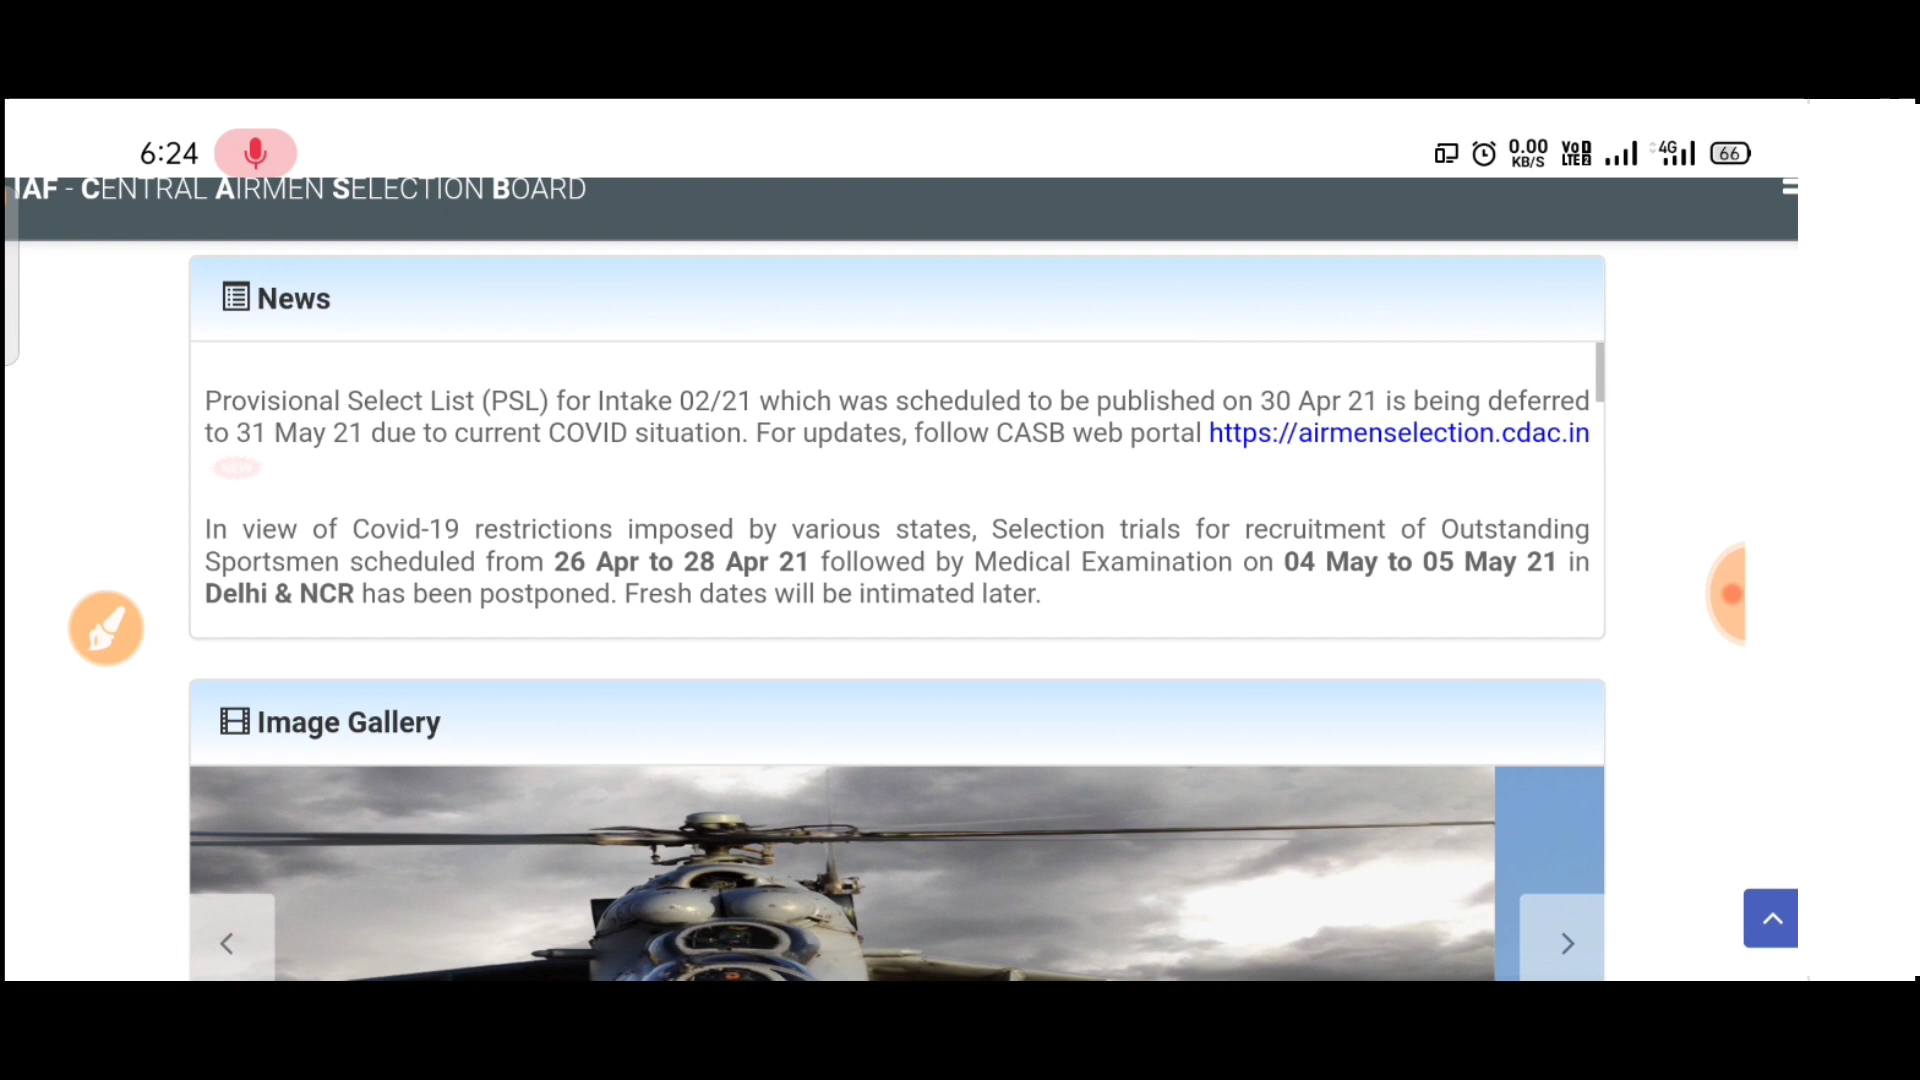 6:24
0.00
KB/S
Vo
LTE 2
4G
66
IAF - CENTRAL AIRMEN SELECTION BOARD
News
Provisional Select List (PSL) for Intake 02/21 which was scheduled to be published on 30 Apr 21 is being deferred
to 31 May 21 due to current COVID situation. For updates, follow CASB web portal https://airmenselection.cdac.in
NEW
In view of Covid-19 restrictions imposed by various states, Selection trials for recruitment of Outstanding
Sportsmen scheduled from 26 Apr to 28 Apr 21 followed by Medical Examination on 04 May to 05 May 21 in
Delhi & NCR has been postponed. Fresh dates will be intimated later.
Image Gallery